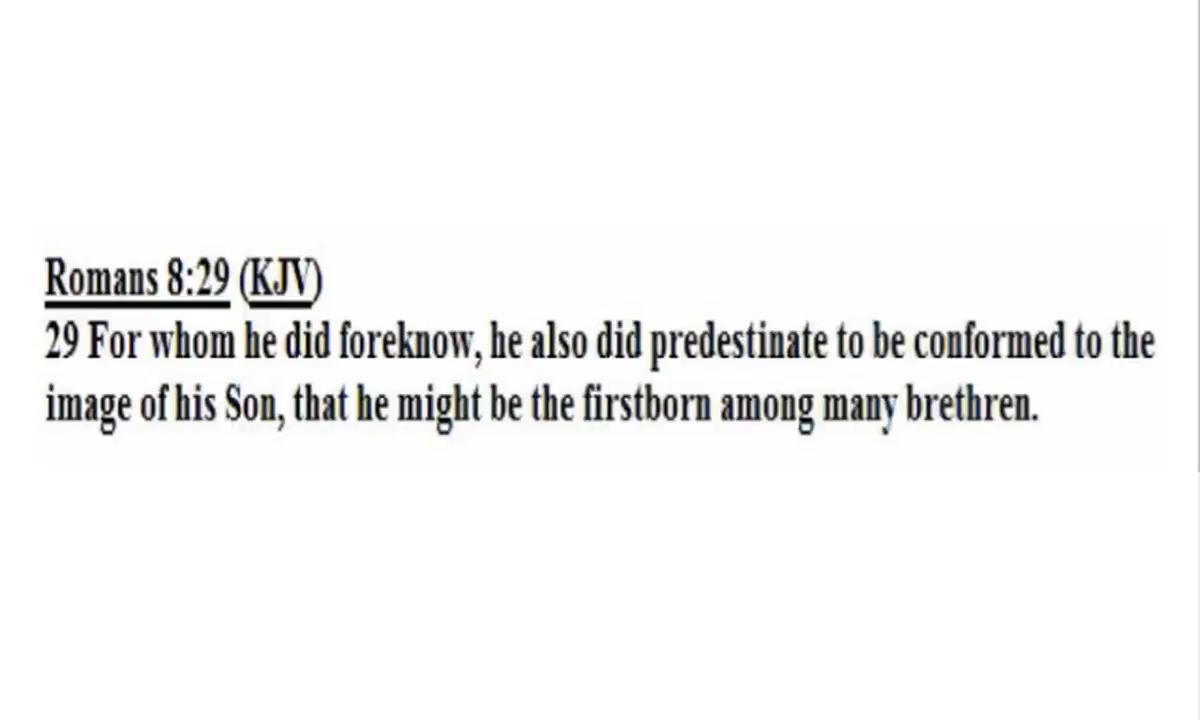 Romans 8:29 (KJV)
29 For whom he did foreknow, he also did predestinate to be conformed to the
image of his Son, that he might be the firstborn among many brethren.